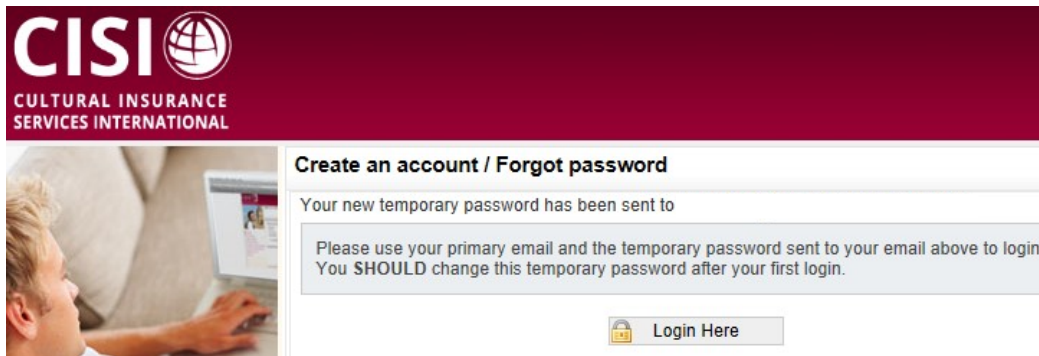 CISI
CULTURAL INSURANCE
SERVICES INTERNATIONAL
Create an account / Forgot password
Your new temporary password has been sent to
Please use your primary email and the temporary password sent to your email above to login
You SHOULD change this temporary password after your first login.
Login Here